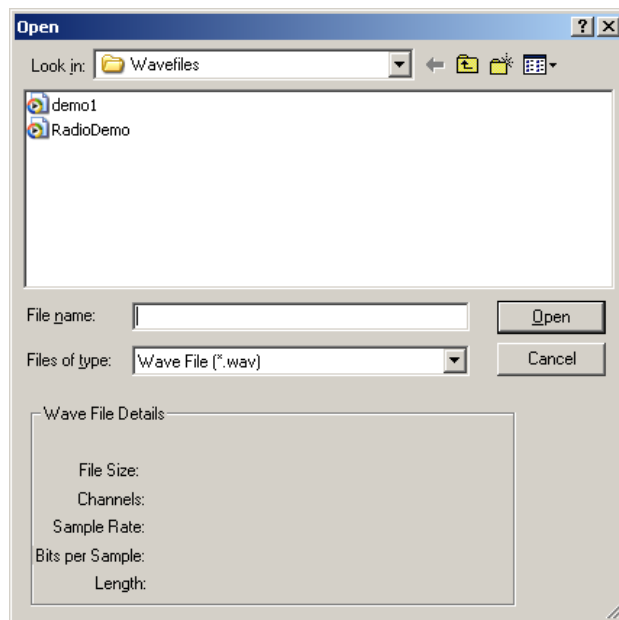 Open
Look in: Wavefiles
demo1
RadioDemo
File name: Open
Files of type: Wave File (*.wav) Cancel
Wave File Details
File Size:
Channels:
Sample Rate:
Bits per Sample:
Length: